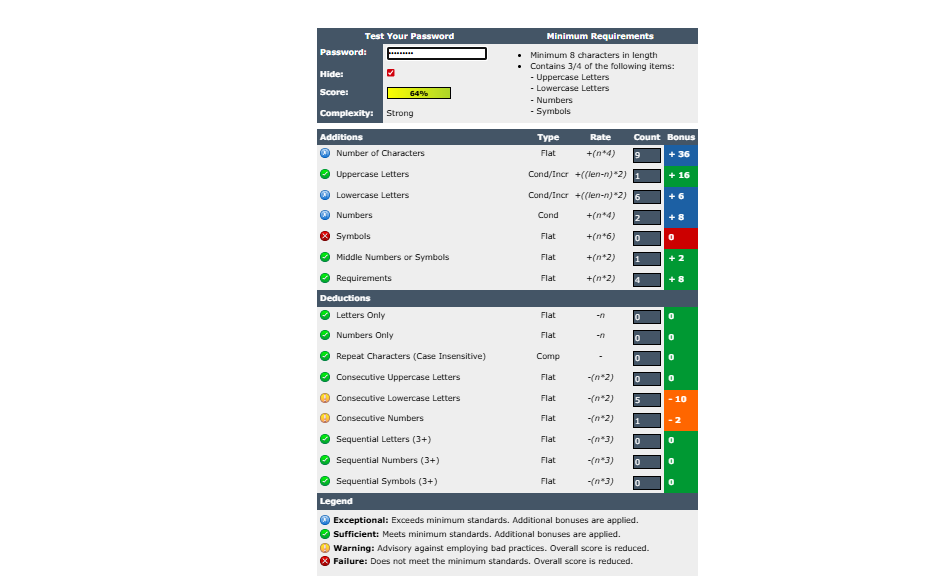 Test Your Password
Minimum Requirements
Password:
•••••••••
Hide:
Score:
64%
Complexity:
Strong
• Minimum 8 characters in length
• Contains 3/4 of the following items:
- Uppercase Letters
- Lowercase Letters
- Numbers
- Symbols
Additions Type Rate Count Bonus
Number of Characters Flat +(n*4) 9 + 36
Uppercase Letters Cond/Incr +((len-n)*2) 1 + 16
Lowercase Letters Cond/Incr +((len-n)*2) 6 + 6
Numbers Cond +(n*4) 2 + 8
Symbols Flat +(n*6) 0 0
Middle Numbers or Symbols Flat +(n*2) 1 + 2
Requirements Flat +(n*2) 4 + 8
Deductions
Letters Only Flat -n 0 0
Numbers Only Flat -n 0 0
Repeat Characters (Case Insensitive) Comp - 0 0
Consecutive Uppercase Letters Flat -(n*2) 0 0
Consecutive Lowercase Letters Flat -(n*2) 5 - 10
Consecutive Numbers Flat -(n*2) 1 - 2
Sequential Letters (3+) Flat -(n*3) 0 0
Sequential Numbers (3+) Flat -(n*3) 0 0
Sequential Symbols (3+) Flat -(n*3) 0 0
Legend
Exceptional: Exceeds minimum standards. Additional bonuses are applied.
Sufficient: Meets minimum standards. Additional bonuses are applied.
Warning: Advisory against employing bad practices. Overall score is reduced.
Failure: Does not meet the minimum standards. Overall score is reduced.